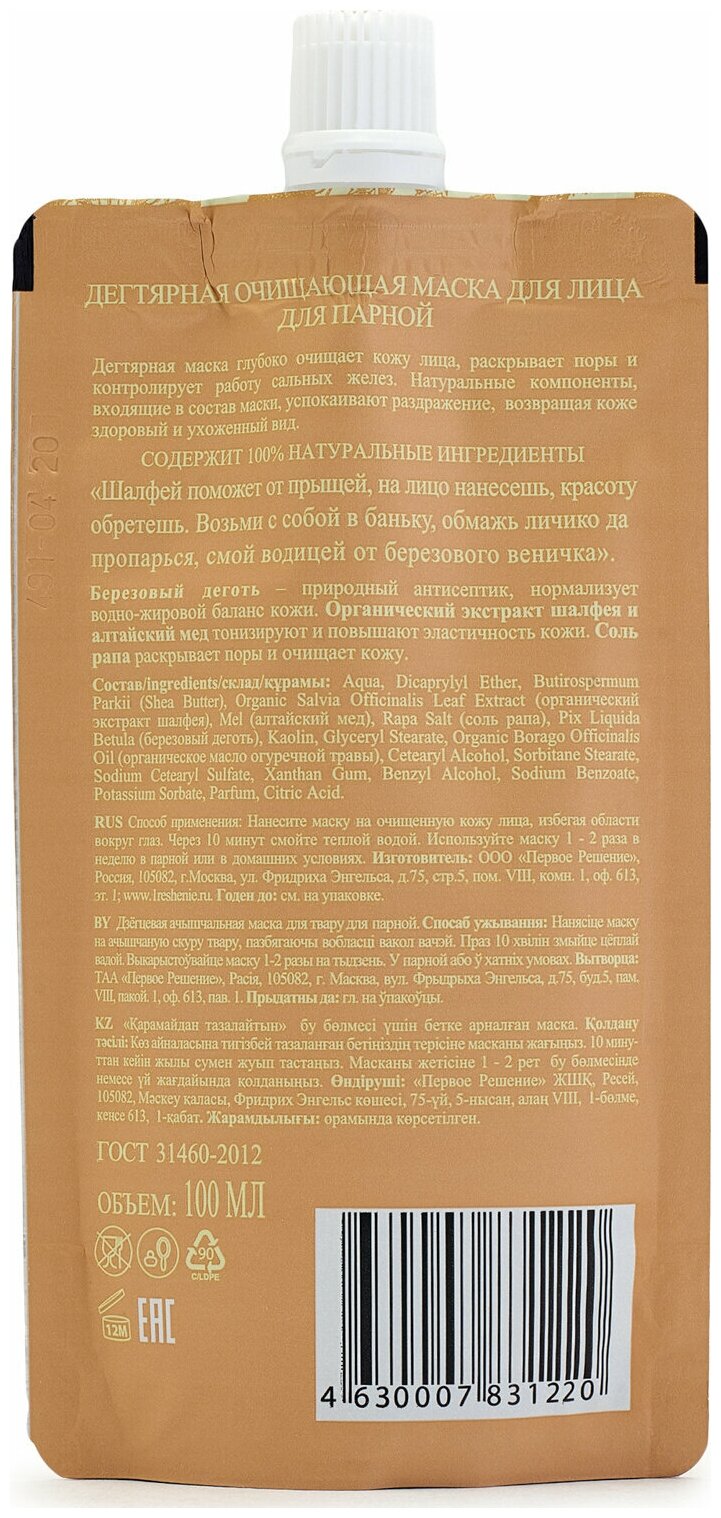 ДЕГТЯРНАЯ ОЧИЩАЮЩАЯ МАСКА ДЛЯ ЛИЦА
ДЛЯ ПАРНОЙ
Дегтярная маска глубоко очищает кожу лица, раскрывает поры и
контролирует работу сальных желез. Натуральные компоненты,
входящие в состав маски, успокаивают раздражение, возвращая коже
здоровый и ухоженный вид.
СОДЕРЖИТ 100% НАТУРАЛЬНЫЕ ИНГРЕДИЕНТЫ
«Шалфей поможет от прыщей, на лицо нанесешь, красоту
обретешь. Возьми с собой в баньку, обмажь личико да
пропарься, смой водицей от березового веничка».
Березовый деготь – природный антисептик, нормализует
водно-жировой баланс кожи. Органический экстракт шалфея и
алтайский мед тонизируют и повышают эластичность кожи. Соль
рапа раскрывает поры и очищает кожу.
Состав/ingredients/склад/құрамы: Aqua, Dicaprylyl Ether, Butirospermum
Parkii (Shea Butter), Organic Salvia Officinalis Leaf Extract (органический
экстракт шалфея), Mel (алтайский мед), Rapa Salt (соль рапа), Pix Liquida
Betula (березовый деготь), Kaolin, Glyceryl Stearate, Organic Borago Officinalis
Oil (органическое масло огуречной травы), Cetearyl Alcohol, Sorbitane Stearate,
Sodium Cetearyl Sulfate, Xanthan Gum, Benzyl Alcohol, Sodium Benzoate,
Potassium Sorbate, Parfum, Citric Acid.
RUS Способ применения: Нанесите маску на очищенную кожу лица, избегая области
вокруг глаз. Через 10 минут смойте теплой водой. Используйте маску 1 - 2 раза в
неделю в парной или в домашних условиях. Изготовитель: ООО «Первое Решение»,
Россия, 105082, г.Москва, ул. Фридриха Энгельса, д.75, стр.5, пом. VIII, комн. 1, оф. 613,
эт. 1; www.1reshenie.ru. Годен до: см. на упаковке.
BY Дзёгцевая ачышчальная маска для твару для парной. Спосаб ужывання: Нанясіце маску
на ачышчаную скуру твару, пазбягаючы вобласці вакол вачэй. Праз 10 хвілін змыйце цёплай
вадой. Выкарыстоўвайце маску 1-2 разы на тыдзень. У парной або ў хатніх умовах. Вытворца:
ТАА «Первое Решение», Расія, 105082, г. Масква, вул. Фрыдрыха Энгельса, д.75, буд.5, пам.
VIII, пакой. 1, оф. 613, пав. 1. Прыдатны да: гл. на ўпакоўцы.
KZ «Қарамайдан тазалайтын» бу бөлмесі үшін бетке арналған маска. Қолдану
тәсілі: Көз айналасына тигізбей тазаланған бетіңіздің терісіне масканы жағыңыз. 10 мину-
ттан кейін жылы сумен жуып тастаңыз. Масканы жетісіне 1 - 2 рет бу бөлмесінде
немесе үй жағдайында қолданыңыз. Өндіруші: «Первое Решение» ЖШҚ, Ресей,
105082, Мәскеу қаласы, Фридрих Энгельс көшесі, 75-үй, 5-нысан, алаң VIII, 1-бөлме,
кеңсе 613, 1-қабат. Жарамдылығы: орамында көрсетілген.
ГОСТ 31460-2012
ОБЪЕМ: 100 МЛ
90
C/LDPE
12М
ЕАС
4 630007 831220